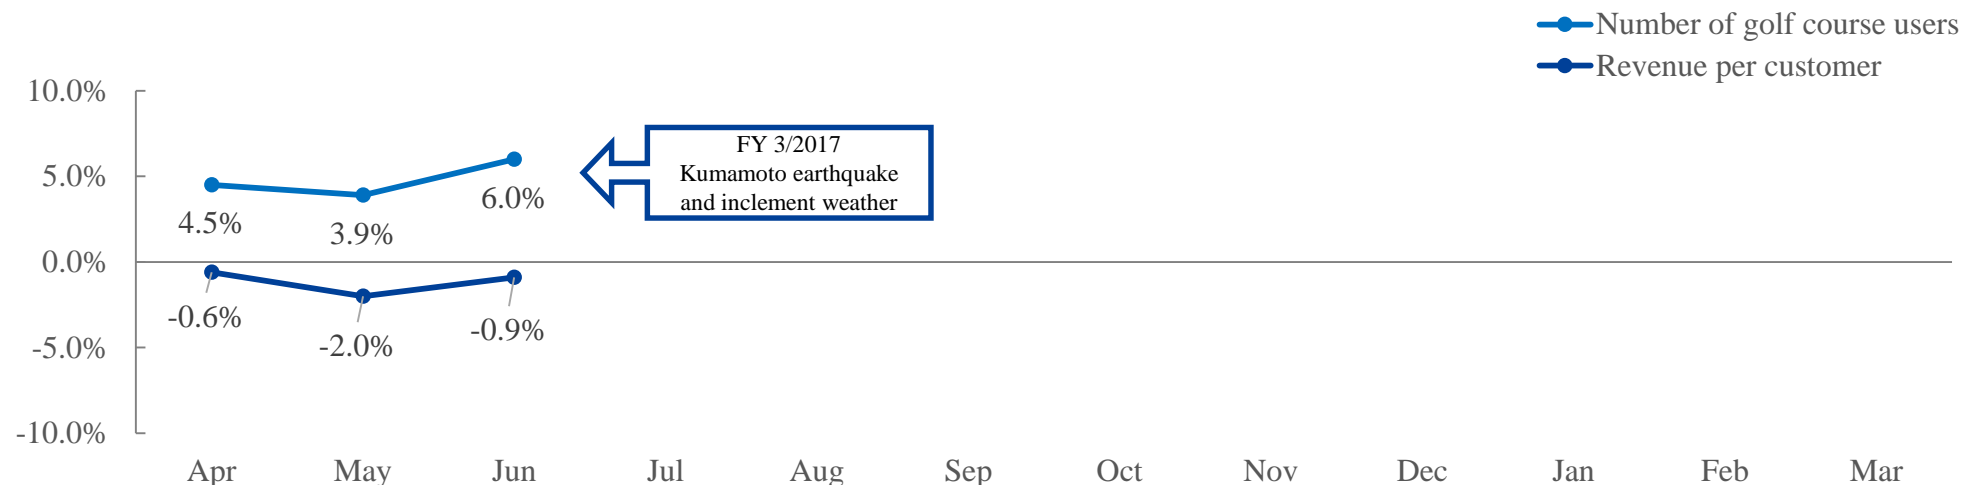 Number of golf course users
Revenue per customer
10.0%
5.0%
0.0%
-5.0%
-10.0%
FY 3/2017
Kumamoto earthquake
and inclement weather
4.5%
3.9%
6.0%
-0.6%
-2.0%
-0.9%
Apr May Jun Jul Aug Sep Oct Nov Dec Jan Feb Mar